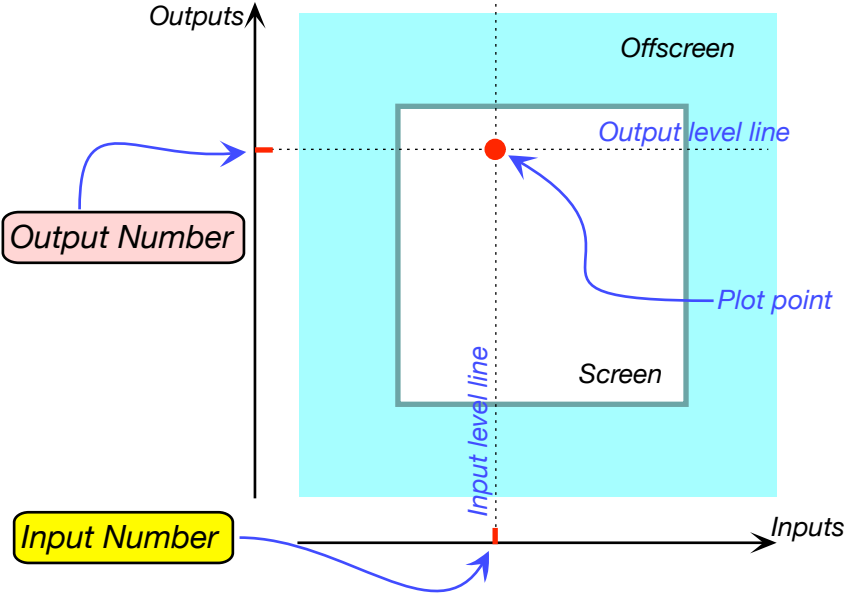 Outputs
Offscreen
Output level line
Output Number
Plot point
Screen
Input level line
Input Number
Inputs